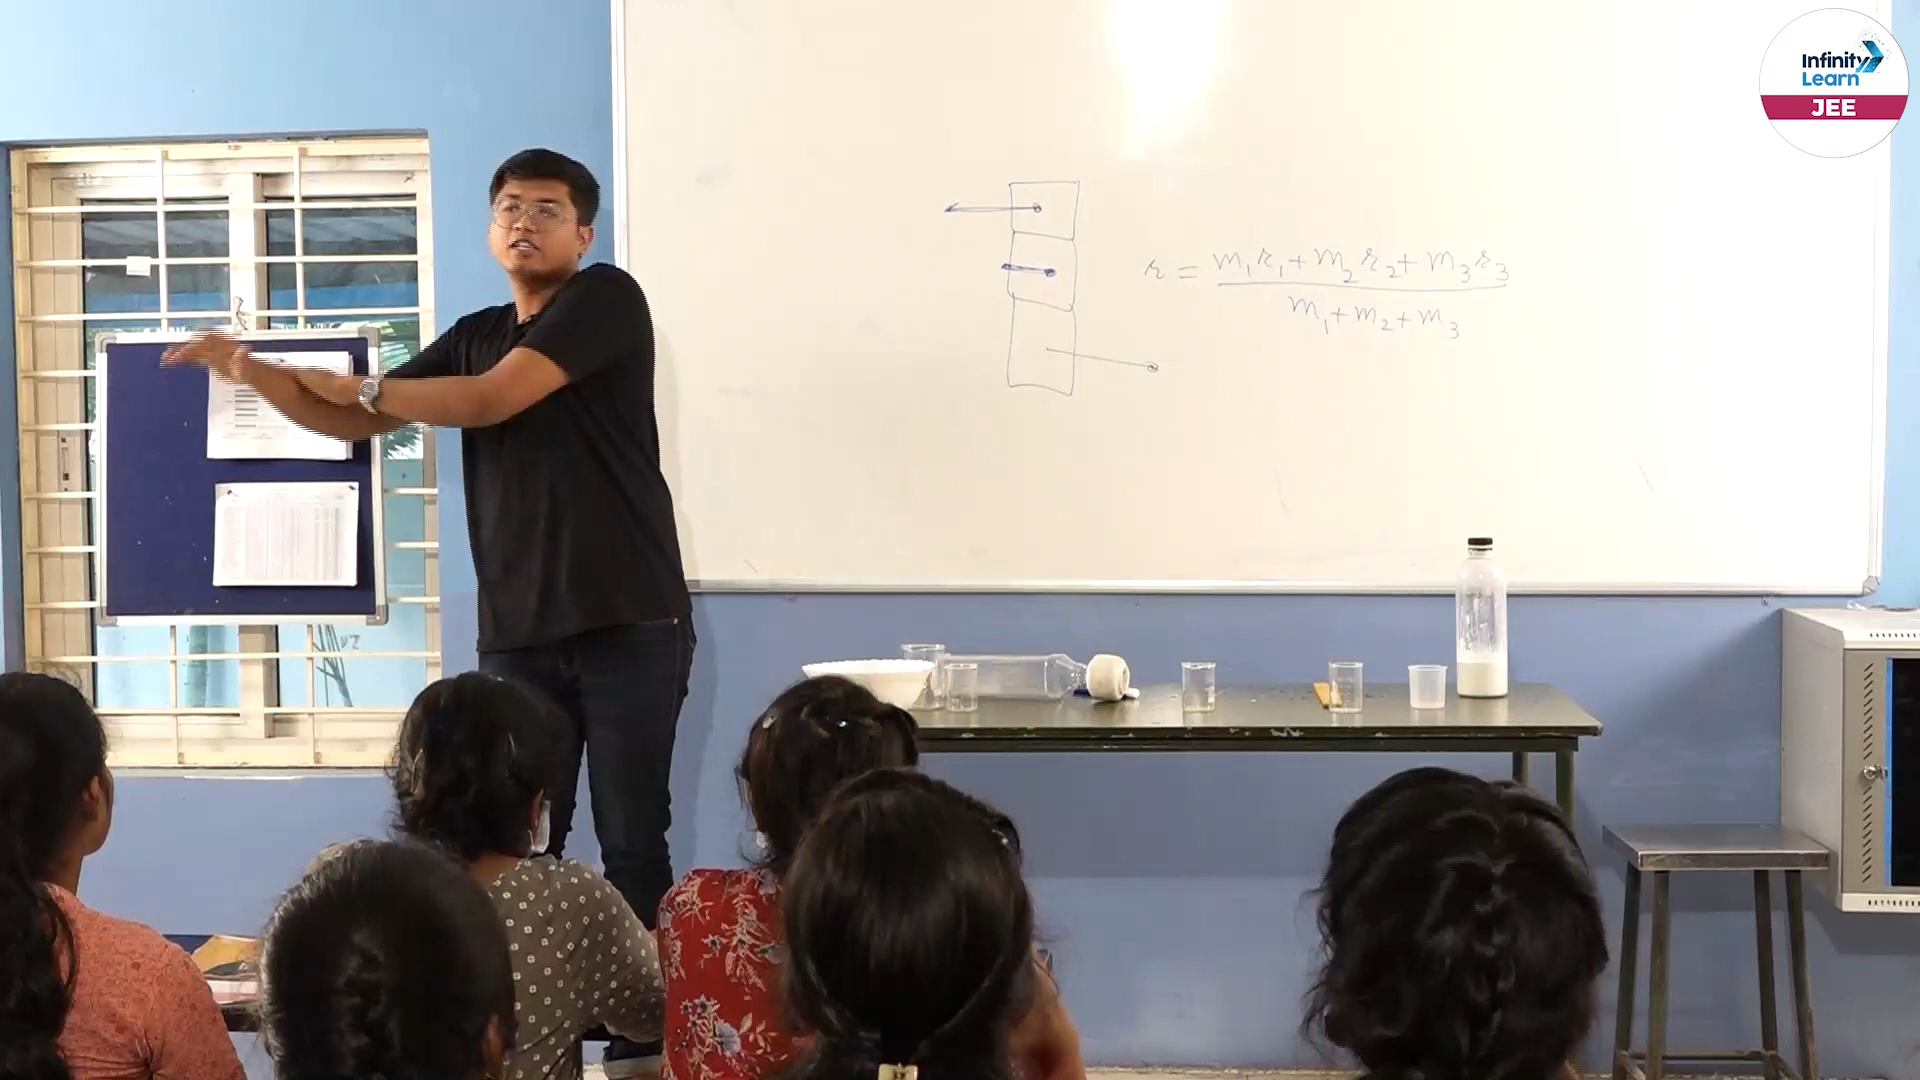 Infinity
Learn
JEE
r = m₁r₁ + m₂r₂ + m₃r₃
m₁ + m₂ + m₃